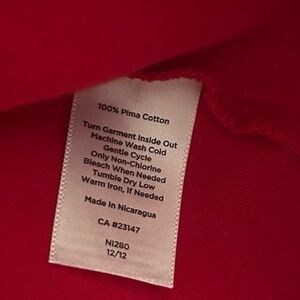 100% Pima Cotton
Turn Garment Inside Out
Machine Wash Cold
Gentle Cycle
Only Non-Chlorine
Bleach When Needed
Tumble Dry Low
Warm Iron, If Needed
Made in Nicaragua
CA #23147
NI280
12/12